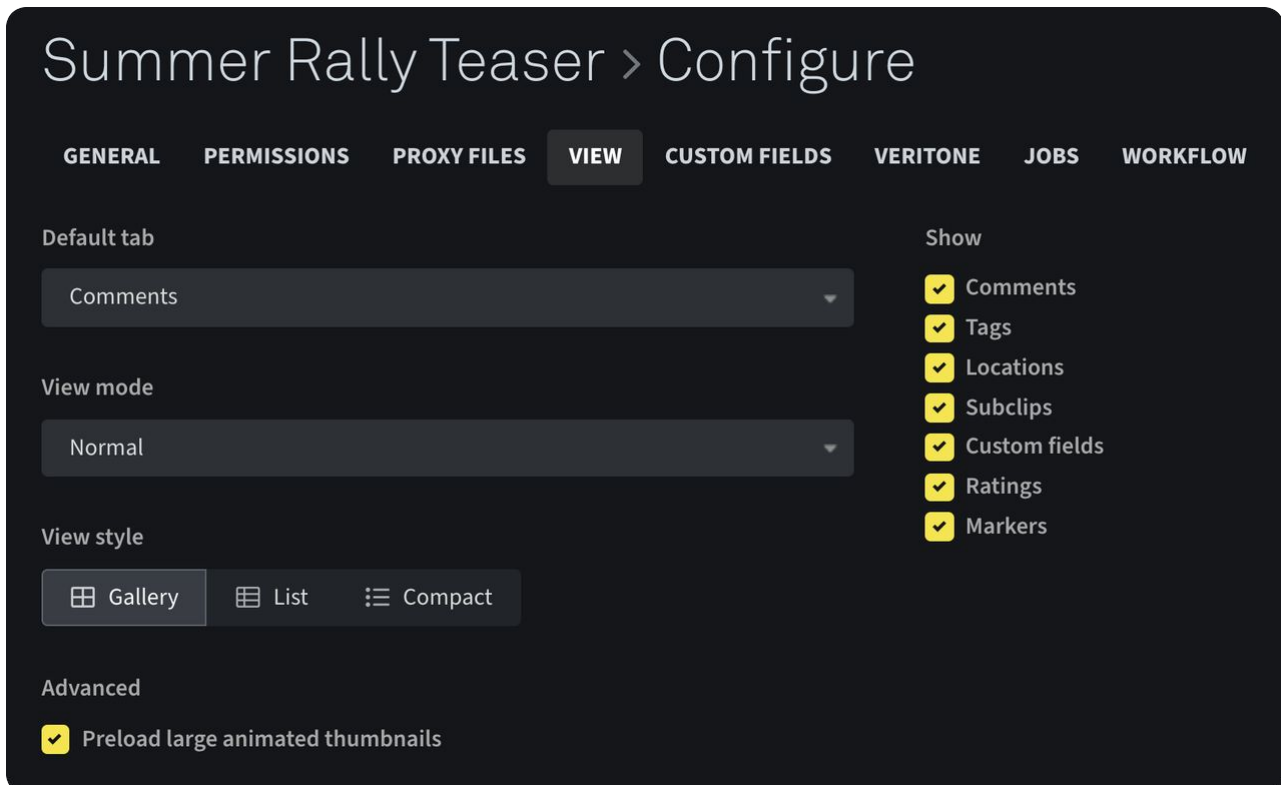 Summer Rally Teaser > Configure
GENERAL PERMISSIONS PROXY FILES VIEW CUSTOM FIELDS VERITONE JOBS WORKFLOW
Default tab
Comments
View mode
Normal
View style
Gallery List Compact
Advanced
Preload large animated thumbnails
Show
Comments
Tags
Locations
Subclips
Custom fields
Ratings
Markers